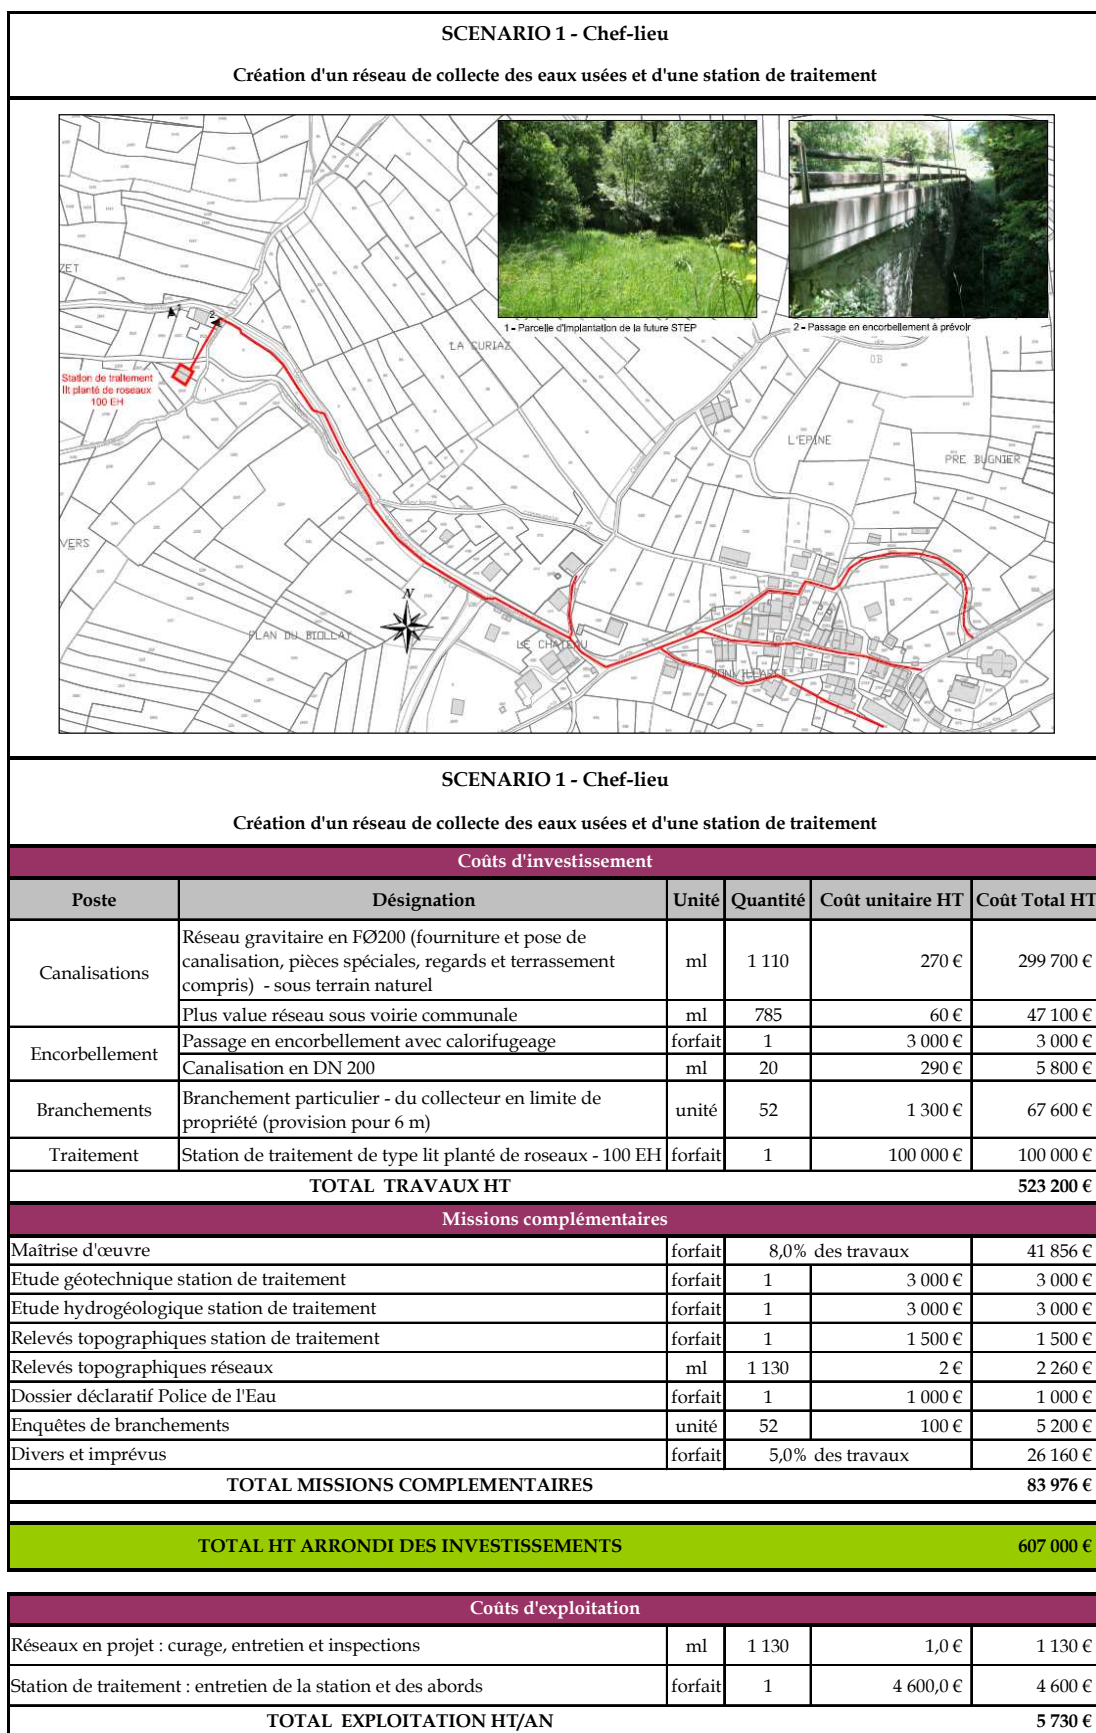 SCENARIO 1 - Chef-lieu
Création d'un réseau de collecte des eaux usées et d'une station de traitement
1 - Parcelle d'implantation de la future STEP
2 - Passage en encorbellement à prévoir
ZET
1
2
LA CURIAZ
OB
Station de traitement
lit planté de roseaux
100 EH
L'EPINE
PRE BUGNIER
VERS
N
PLAN DU BIOLLAY
LE CHATEAU
BONVILLARET
SCENARIO 1 - Chef-lieu
Création d'un réseau de collecte des eaux usées et d'une station de traitement
Coûts d'investissement
Poste Désignation Unité Quantité Coût unitaire HT Coût Total HT
Réseau gravitaire en FØ200 (fourniture et pose de
Canalisations canalisation, pièces spéciales, regards et terrassement ml 1 110 270 € 299 700 €
compris) - sous terrain naturel
Plus value réseau sous voirie communale ml 785 60 € 47 100 €
Encorbellement Passage en encorbellement avec calorifugeage forfait 1 3 000 € 3 000 €
Canalisation en DN 200 ml 20 290 € 5 800 €
Branchements Branchement particulier - du collecteur en limite de unité 52 1 300 € 67 600 €
propriété (provision pour 6 m)
Traitement Station de traitement de type lit planté de roseaux - 100 EH forfait 1 100 000 € 100 000 €
TOTAL TRAVAUX HT 523 200 €
Missions complémentaires
Maîtrise d'œuvre forfait 8,0% des travaux 41 856 €
Etude géotechnique station de traitement forfait 1 3 000 € 3 000 €
Etude hydrogéologique station de traitement forfait 1 3 000 € 3 000 €
Relevés topographiques station de traitement forfait 1 1 500 € 1 500 €
Relevés topographiques réseaux ml 1 130 2 € 2 260 €
Dossier déclaratif Police de l'Eau forfait 1 1 000 € 1 000 €
Enquêtes de branchements unité 52 100 € 5 200 €
Divers et imprévus forfait 5,0% des travaux 26 160 €
TOTAL MISSIONS COMPLEMENTAIRES 83 976 €
TOTAL HT ARRONDI DES INVESTISSEMENTS 607 000 €
Coûts d'exploitation
Réseaux en projet : curage, entretien et inspections ml 1 130 1,0 € 1 130 €
Station de traitement : entretien de la station et des abords forfait 1 4 600,0 € 4 600 €
TOTAL EXPLOITATION HT/AN 5 730 €